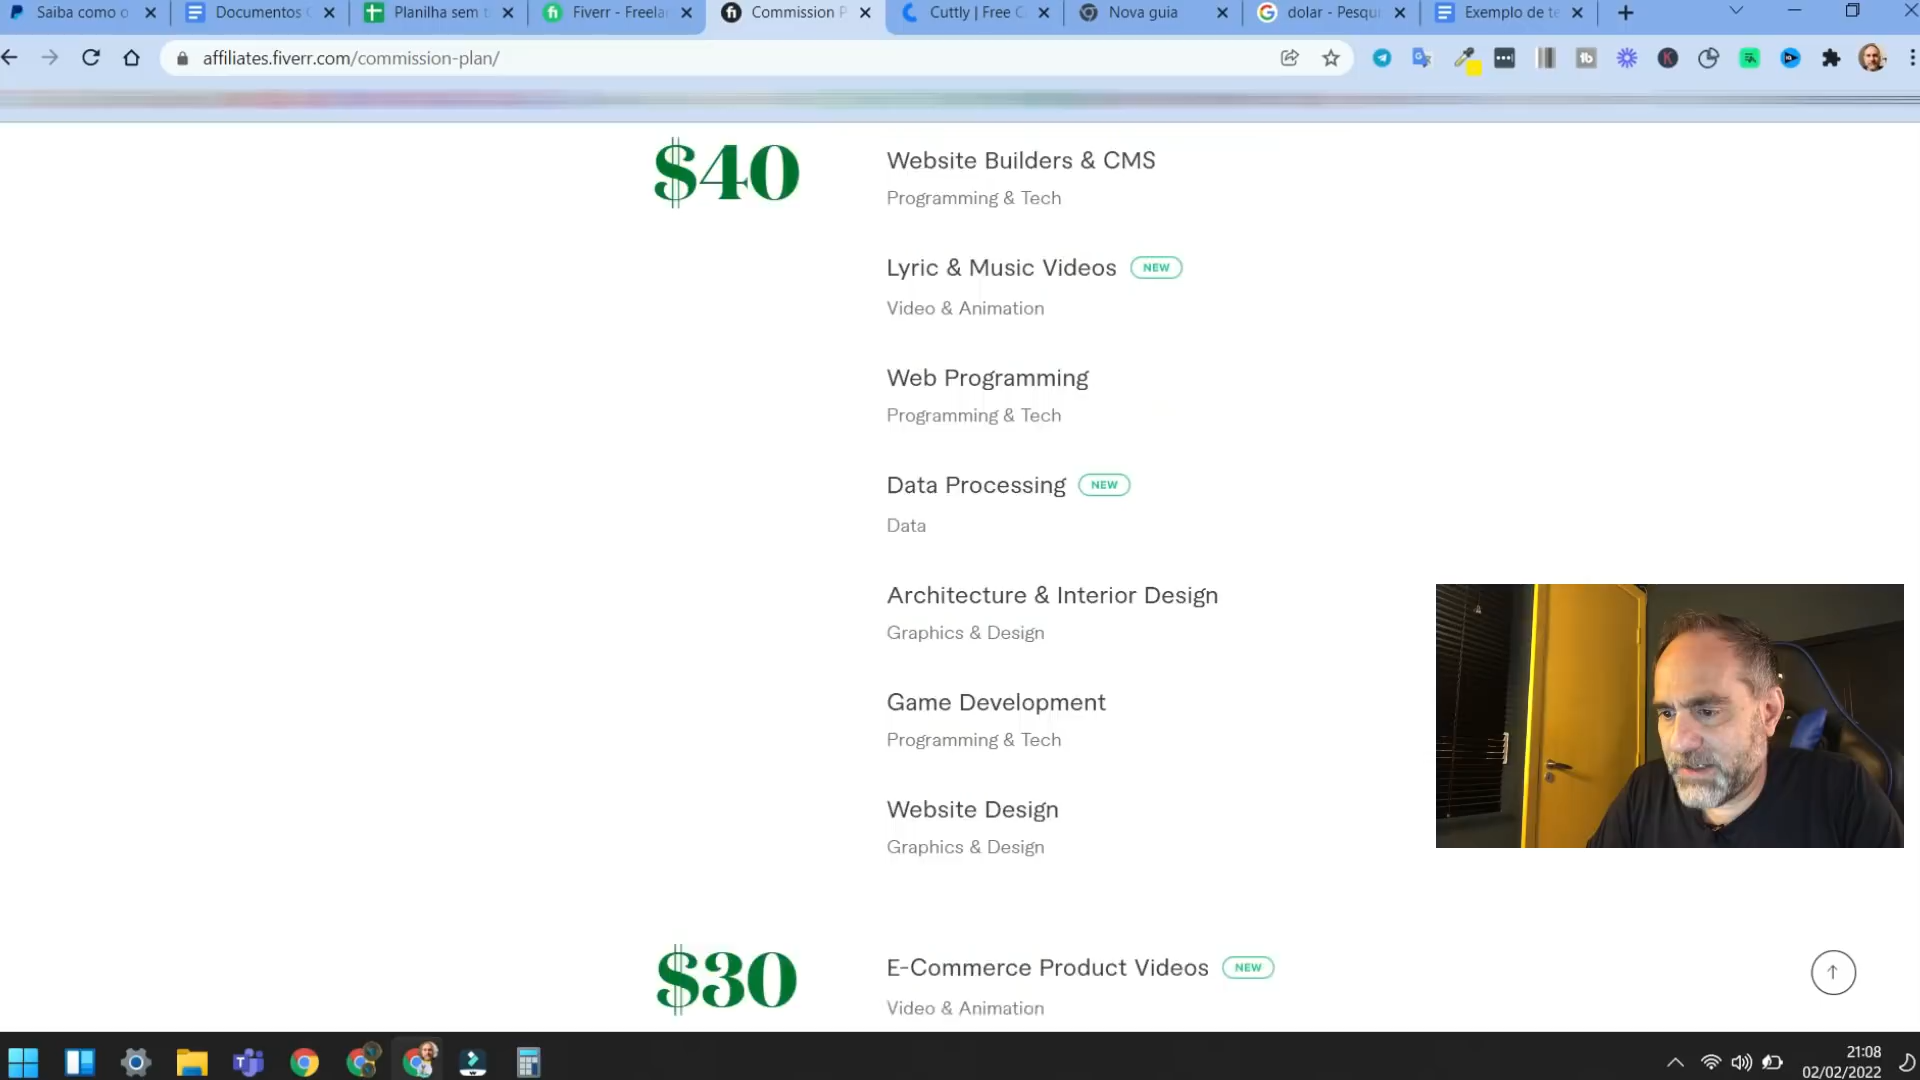 Saiba como o
Documentos
Planilha sem t
Fiverr - Freelan
Commission P
Cuttly | Free C
Nova guia
dolar - Pesqui
Exemplo de te
affiliates.fiverr.com/commission-plan/
$40
Website Builders & CMS
Programming & Tech
Lyric & Music Videos NEW
Video & Animation
Web Programming
Programming & Tech
Data Processing NEW
Data
Architecture & Interior Design
Graphics & Design
Game Development
Programming & Tech
Website Design
Graphics & Design
$30
E-Commerce Product Videos NEW
Video & Animation
21:08
02/02/2022